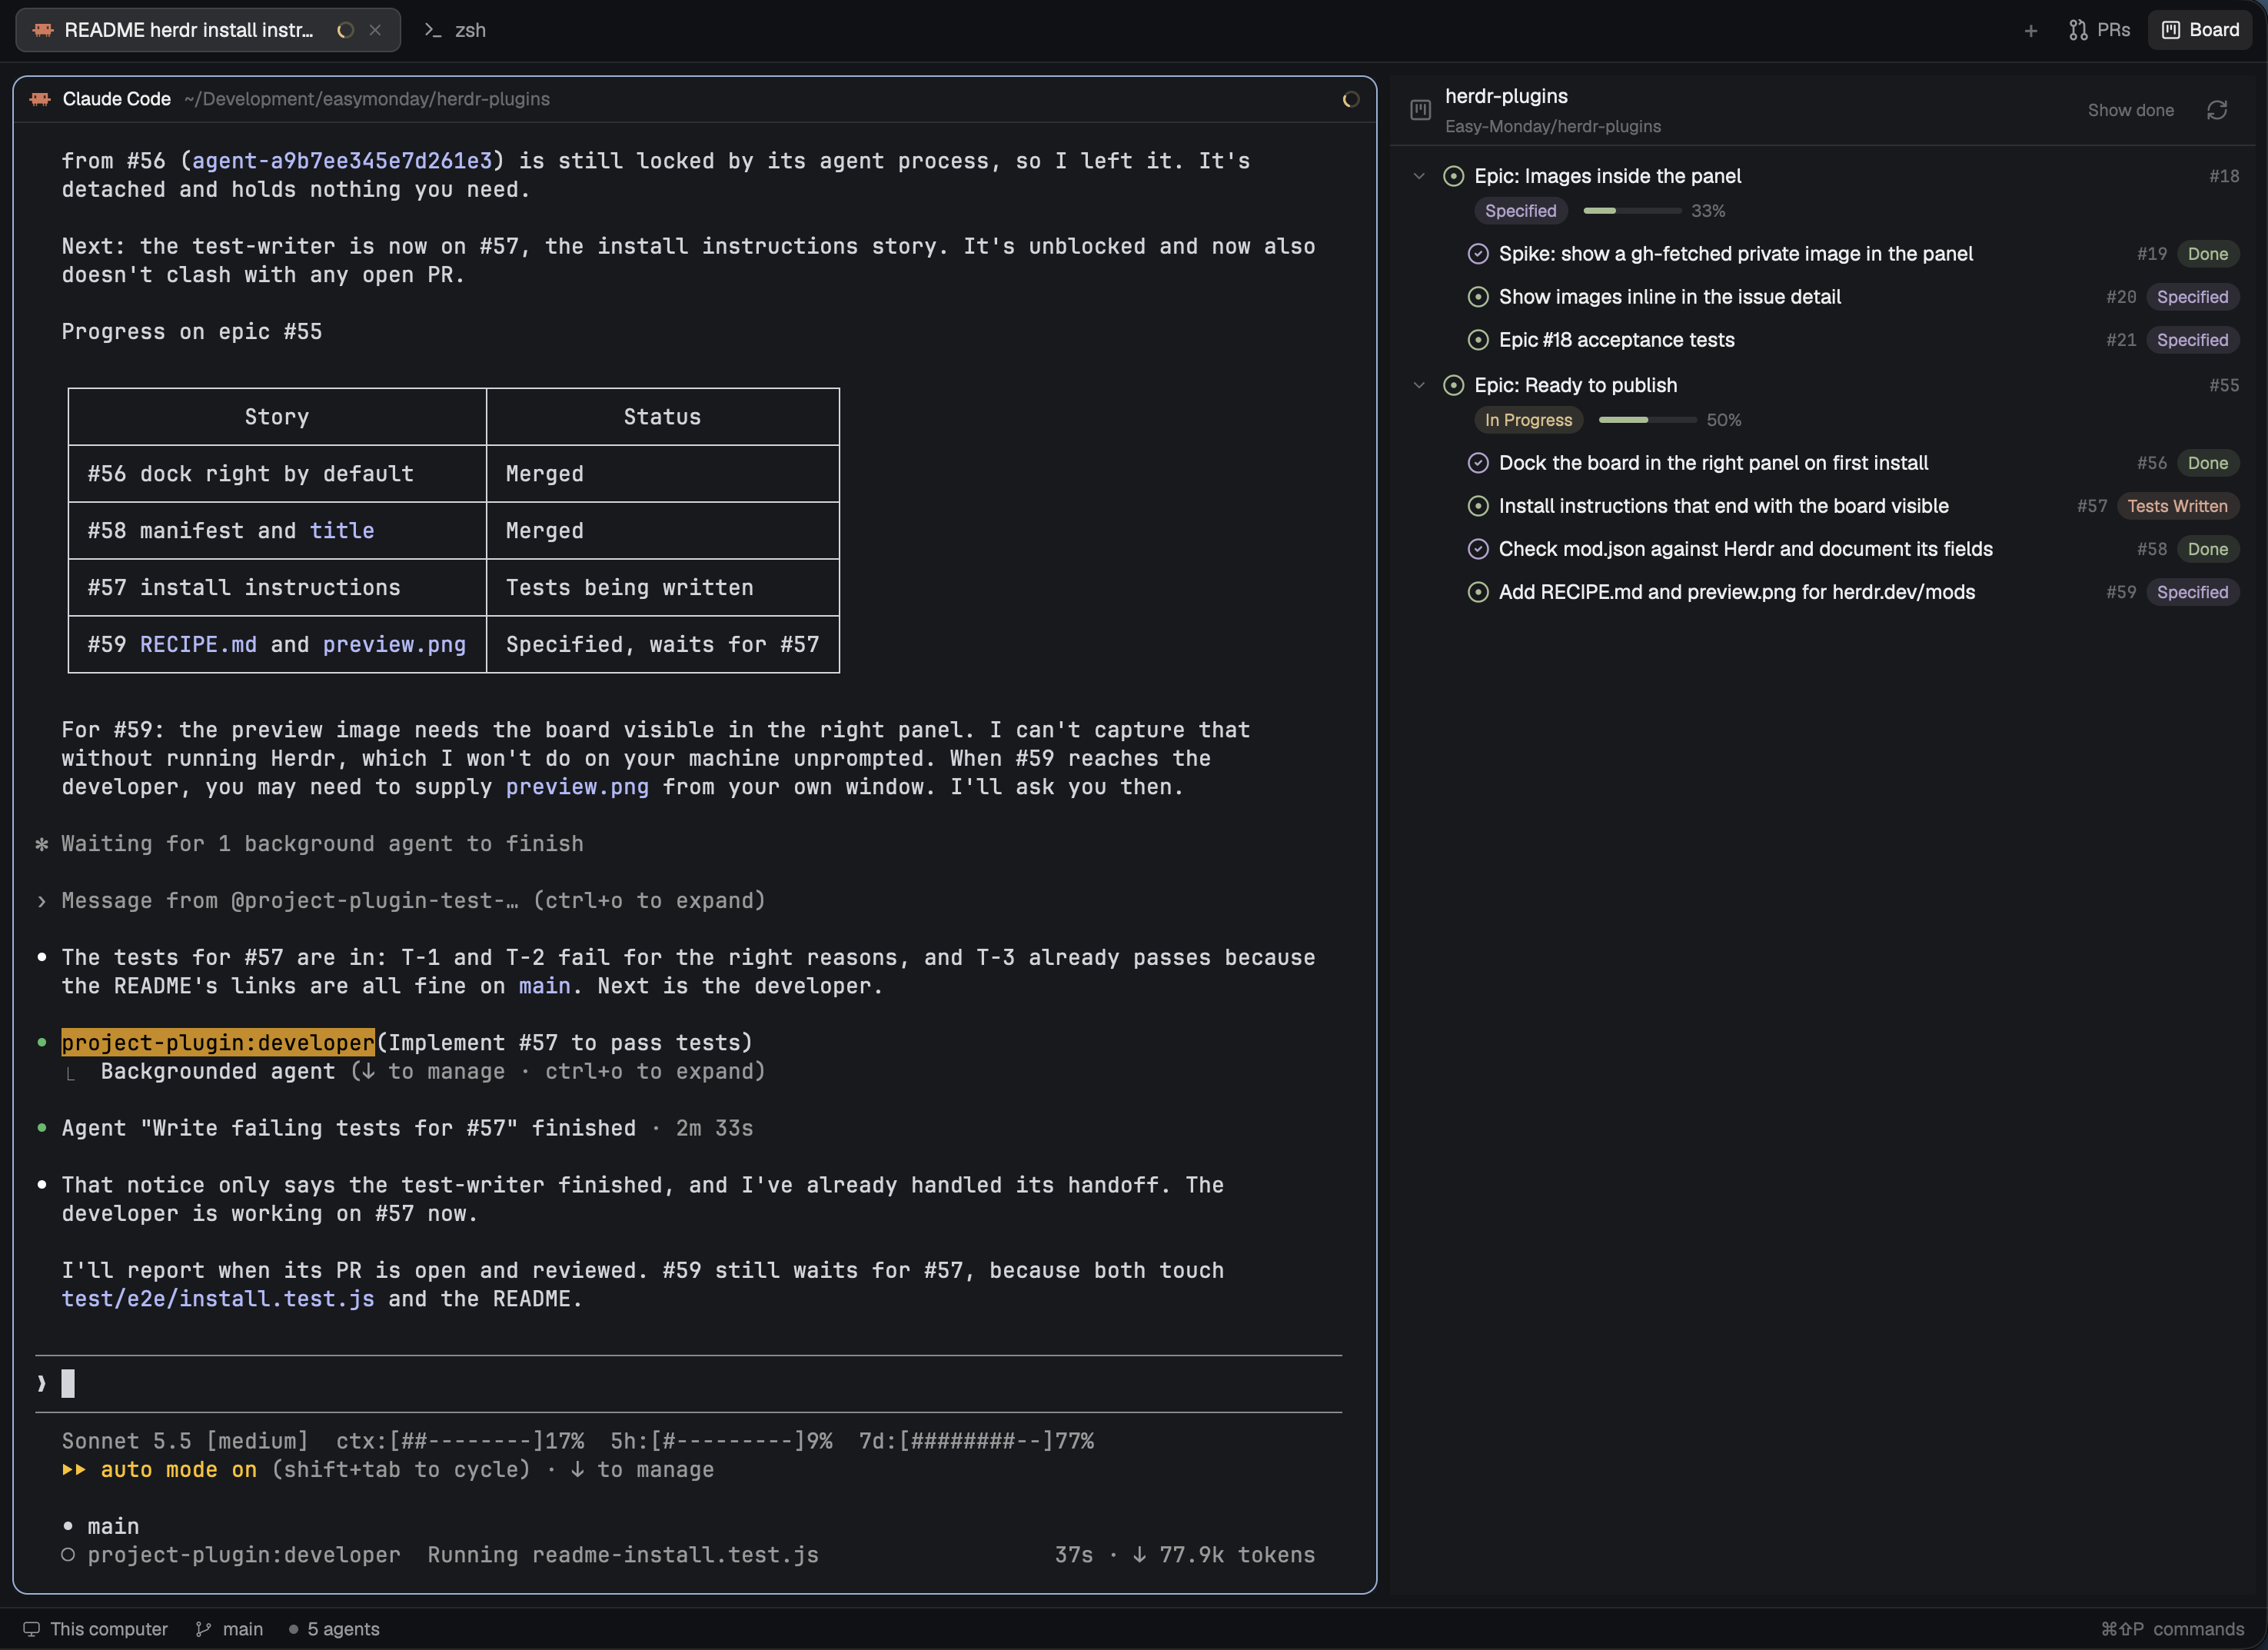 README herdr install instr...
zsh
PRs
Board
Claude Code ~/Development/easymonday/herdr-plugins
from #56 (agent-a9b7ee345e7d261e3) is still locked by its agent process, so I left it. It's
detached and holds nothing you need.
Next: the test-writer is now on #57, the install instructions story. It's unblocked and now also
doesn't clash with any open PR.
Progress on epic #55
Story Status
#56 dock right by default Merged
#58 manifest and title Merged
#57 install instructions Tests being written
#59 RECIPE.md and preview.png Specified, waits for #57
For #59: the preview image needs the board visible in the right panel. I can't capture that
without running Herdr, which I won't do on your machine unprompted. When #59 reaches the
developer, you may need to supply preview.png from your own window. I'll ask you then.
✻ Waiting for 1 background agent to finish
› Message from @project-plugin-test-… (ctrl+o to expand)
• The tests for #57 are in: T-1 and T-2 fail for the right reasons, and T-3 already passes because
the README's links are all fine on main. Next is the developer.
• project-plugin:developer(Implement #57 to pass tests)
└ Backgrounded agent (↓ to manage · ctrl+o to expand)
• Agent "Write failing tests for #57" finished · 2m 33s
• That notice only says the test-writer finished, and I've already handled its handoff. The
developer is working on #57 now.
I'll report when its PR is open and reviewed. #59 still waits for #57, because both touch
test/e2e/install.test.js and the README.
❯
Sonnet 5.5 [medium] ctx:[##--------]17% 5h:[#---------]9% 7d:[########--]77%
▸▸ auto mode on (shift+tab to cycle) · ↓ to manage
• main
○ project-plugin:developer Running readme-install.test.js 37s · ↓ 77.9k tokens
herdr-plugins
Easy-Monday/herdr-plugins
Show done
Epic: Images inside the panel #18
Specified 33%
Spike: show a gh-fetched private image in the panel #19 Done
Show images inline in the issue detail #20 Specified
Epic #18 acceptance tests #21 Specified
Epic: Ready to publish #55
In Progress 50%
Dock the board in the right panel on first install #56 Done
Install instructions that end with the board visible #57 Tests Written
Check mod.json against Herdr and document its fields #58 Done
Add RECIPE.md and preview.png for herdr.dev/mods #59 Specified
This computer main 5 agents
⌘⇧P commands